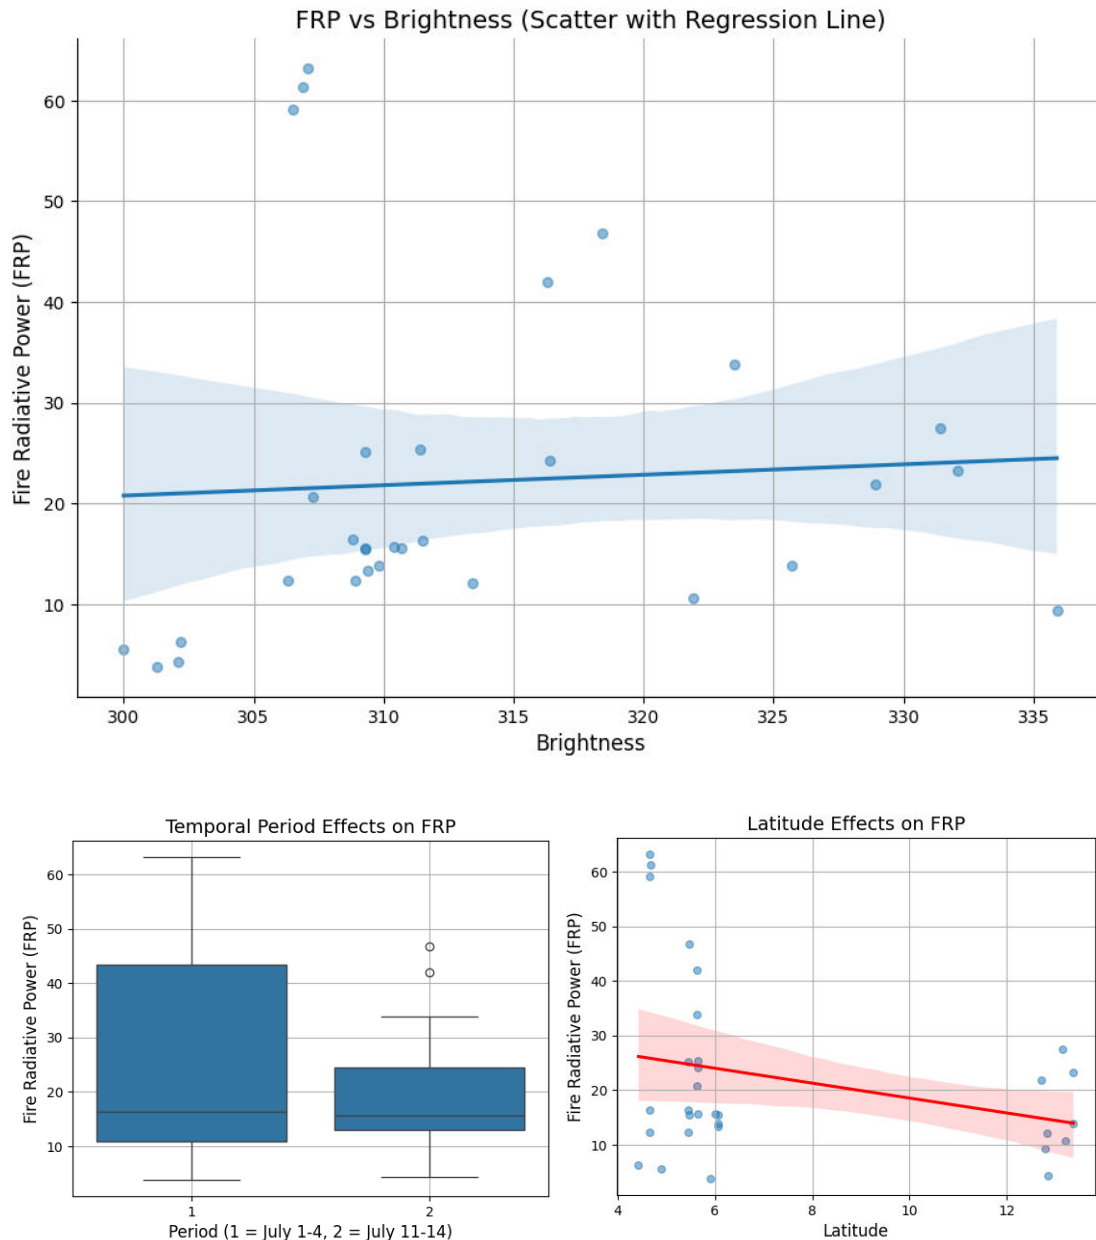 FRP vs Brightness (Scatter with Regression Line)
Fire Radiative Power (FRP)
60
50
40
30
20
10
300 305 310 315 320 325 330 335
Brightness
Temporal Period Effects on FRP
Fire Radiative Power (FRP)
60
50
40
30
20
10
1 2
Period (1 = July 1-4, 2 = July 11-14)
Latitude Effects on FRP
Fire Radiative Power (FRP)
60
50
40
30
20
10
4 6 8 10 12
Latitude